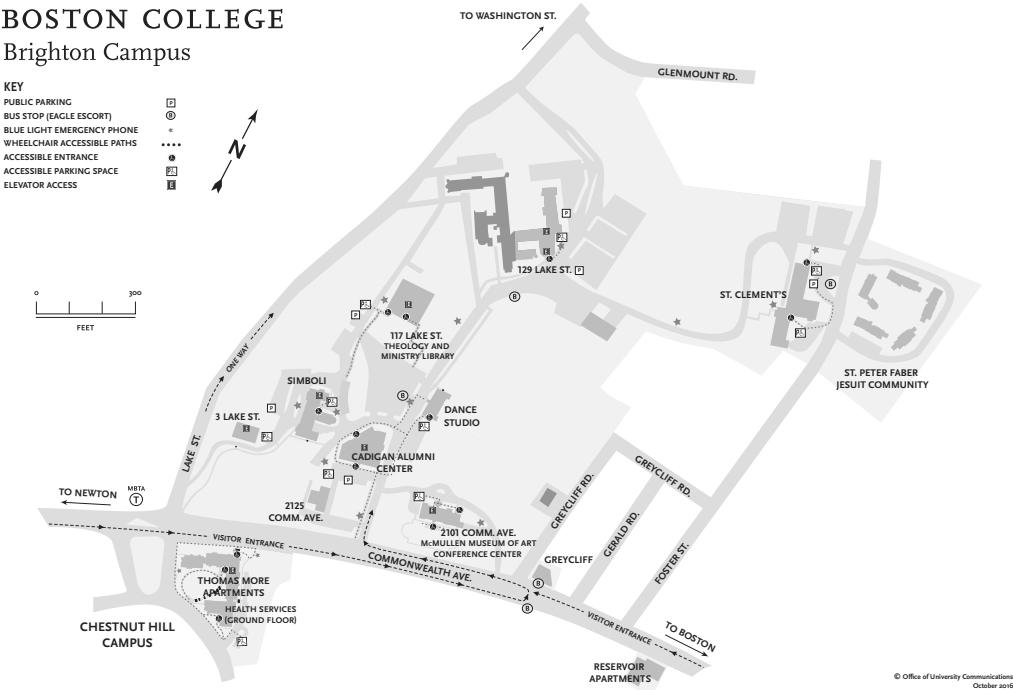 BOSTON COLLEGE
Brighton Campus
KEY
PUBLIC PARKING P
BUS STOP (EAGLE ESCORT) B
BLUE LIGHT EMERGENCY PHONE
WHEELCHAIR ACCESSIBLE PATHS
ACCESSIBLE ENTRANCE
ACCESSIBLE PARKING SPACE P
ELEVATOR ACCESS E
N
0 300
FEET
TO WASHINGTON ST.
GLENMOUNT RD.
129 LAKE ST. P
B
ST. CLEMENT'S
P B
ST. PETER FABER
JESUIT COMMUNITY
117 LAKE ST.
THEOLOGY AND
MINISTRY LIBRARY
ONE WAY
SIMBOLI
3 LAKE ST.
LAKE ST.
DANCE
STUDIO
CADIGAN ALUMNI
CENTER
2125
COMM. AVE.
2101 COMM. AVE.
McMULLEN MUSEUM OF ART
CONFERENCE CENTER
GREYCLIFF RD.
GREYCLIFF RD.
GERALD RD.
FOSTER ST.
GREYCLIFF
TO NEWTON
MBTA
T
VISITOR ENTRANCE
COMMONWEALTH AVE.
B
B
VISITOR ENTRANCE
TO BOSTON
THOMAS MORE
APARTMENTS
HEALTH SERVICES
(GROUND FLOOR)
CHESTNUT HILL
CAMPUS
RESERVOIR
APARTMENTS
© Office of University Communications
October 2016